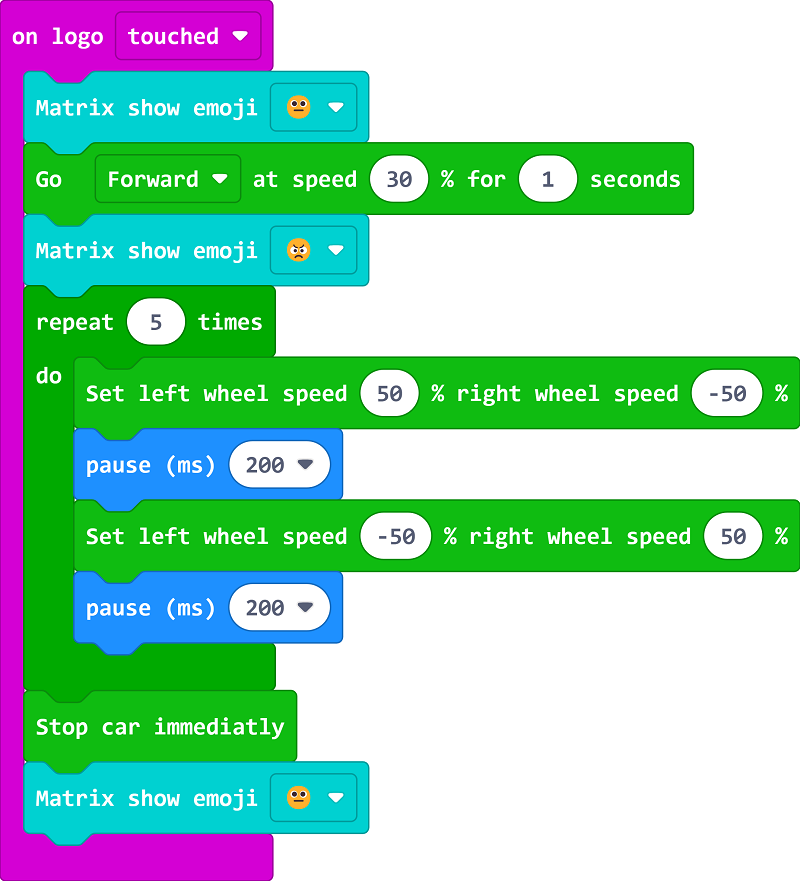 on logo touched
Matrix show emoji
Go Forward at speed 30 % for 1 seconds
Matrix show emoji
repeat 5 times
do
Set left wheel speed 50 % right wheel speed -50 %
pause (ms) 200
Set left wheel speed -50 % right wheel speed 50 %
pause (ms) 200
Stop car immediatly
Matrix show emoji